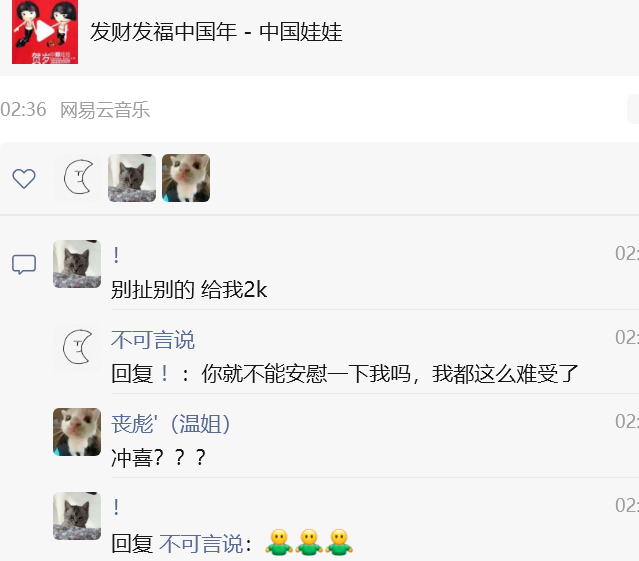 发财发福中国年 - 中国娃娃
贺岁
02:36 网易云音乐
！
02:
别扯别的 给我2k
不可言说
02:
回复！：你就不能安慰一下我吗，我都这么难受了
丧彪'（温姐）
02:
冲喜？？？
！
02:
回复 不可言说：